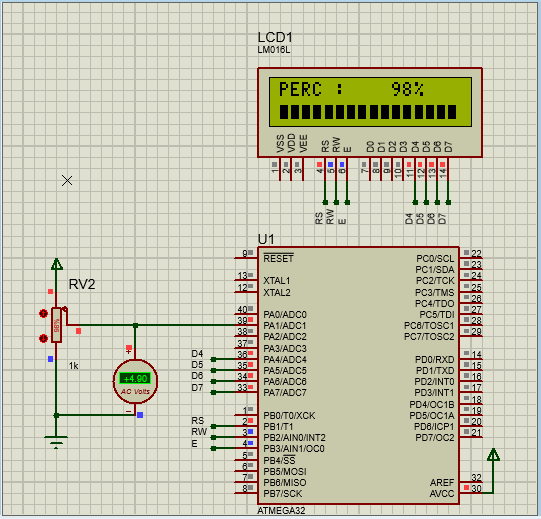 LCD1
LM016L
PERC : 98%
VSS VDD VEE RS RW E D0 D1 D2 D3 D4 D5 D6 D7
1 2 3 4 5 6 7 8 9 10 11 12 13 14
RS RW E D4 D5 D6 D7
U1
9 RESET PC0/SCL 22
PC1/SDA 23
13 XTAL1 PC2/TCK 24
12 XTAL2 PC3/TMS 25
PC4/TDO 26
40 PA0/ADC0 PC5/TDI 27
39 PA1/ADC1 PC6/TOSC1 28
38 PA2/ADC2 PC7/TOSC2 29
37 PA3/ADC3
D4 36 PA4/ADC4 PD0/RXD 14
D5 35 PA5/ADC5 PD1/TXD 15
D6 34 PA6/ADC6 PD2/INT0 16
D7 33 PA7/ADC7 PD3/INT1 17
PD4/OC1B 18
1 PB0/T0/XCK PD5/OC1A 19
RS 2 PB1/T1 PD6/ICP1 20
RW 3 PB2/AIN0/INT2 PD7/OC2 21
E 4 PB3/AIN1/OC0
5 PB4/SS
6 PB5/MOSI
7 PB6/MISO AREF 32
8 PB7/SCK AVCC 30
ATMEGA32
RV2
98%
1k
+4.90
AC Volts